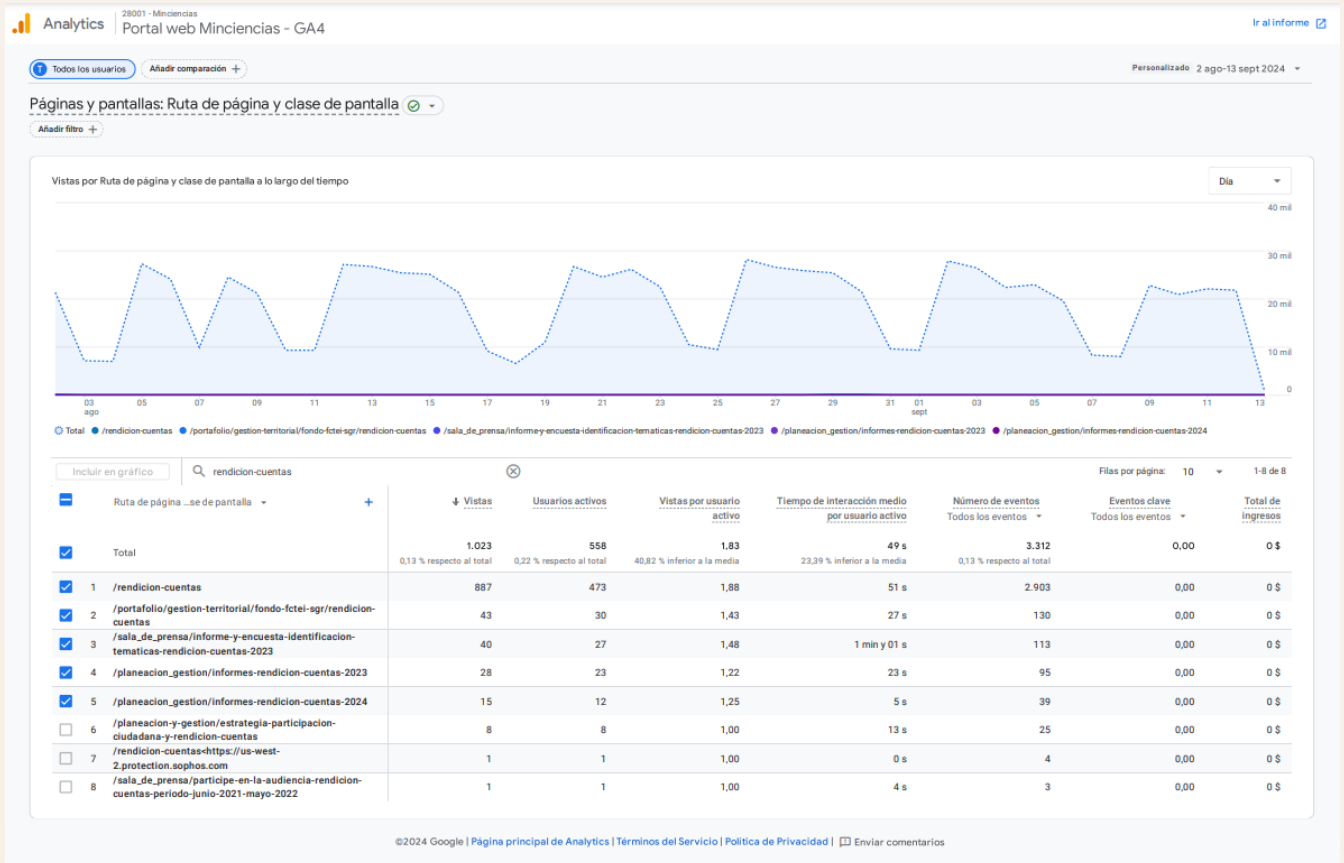 Analytics
28001 - Minciencias
Portal web Minciencias - GA4
Ir al informe
T Todos los usuarios
Añadir comparación +
Personalizado 2 ago-13 sept 2024
Páginas y pantallas: Ruta de página y clase de pantalla
Añadir filtro +
Vistas por Ruta de página y clase de pantalla a lo largo del tiempo
Día
40 mil
30 mil
20 mil
10 mil
0
03 05 07 09 11 13 15 17 19 21 23 25 27 29 31 01 03 05 07 09 11 13
ago sept
Total /rendicion-cuentas /portafolio/gestion-territorial/fondo-fctei-sgr/rendicion-cuentas /sala_de_prensa/informe-y-encuesta-identificacion-tematicas-rendicion-cuentas-2023 /planeacion_gestion/informes-rendicion-cuentas-2023 /planeacion_gestion/informes-rendicion-cuentas-2024
Incluir en gráfico
rendicion-cuentas
Filas por página: 10 1-8 de 8
Ruta de página ...se de pantalla + ↓ Vistas Usuarios activos Vistas por usuario activo Tiempo de interacción medio por usuario activo Número de eventos Todos los eventos Eventos clave Todos los eventos Total de ingresos
Total 1.023 558 1,83 49 s 3.312 0,00 0 $
0,13 % respecto al total 0,22 % respecto al total 40,82 % inferior a la media 23,39 % inferior a la media 0,13 % respecto al total
1 /rendicion-cuentas 887 473 1,88 51 s 2.903 0,00 0 $
2 /portafolio/gestion-territorial/fondo-fctei-sgr/rendicion-
cuentas 43 30 1,43 27 s 130 0,00 0 $
3 /sala_de_prensa/informe-y-encuesta-identificacion-
tematicas-rendicion-cuentas-2023 40 27 1,48 1 min y 01 s 113 0,00 0 $
4 /planeacion_gestion/informes-rendicion-cuentas-2023 28 23 1,22 23 s 95 0,00 0 $
5 /planeacion_gestion/informes-rendicion-cuentas-2024 15 12 1,25 5 s 39 0,00 0 $
6 /planeacion-y-gestion/estrategia-participacion-
ciudadana-y-rendicion-cuentas 8 8 1,00 13 s 25 0,00 0 $
7 /rendicion-cuentas<https://us-west-
2.protection.sophos.com 1 1 1,00 0 s 4 0,00 0 $
8 /sala_de_prensa/participe-en-la-audiencia-rendicion-
cuentas-periodo-junio-2021-mayo-2022 1 1 1,00 4 s 3 0,00 0 $
©2024 Google | Página principal de Analytics | Términos del Servicio | Política de Privacidad | Enviar comentarios